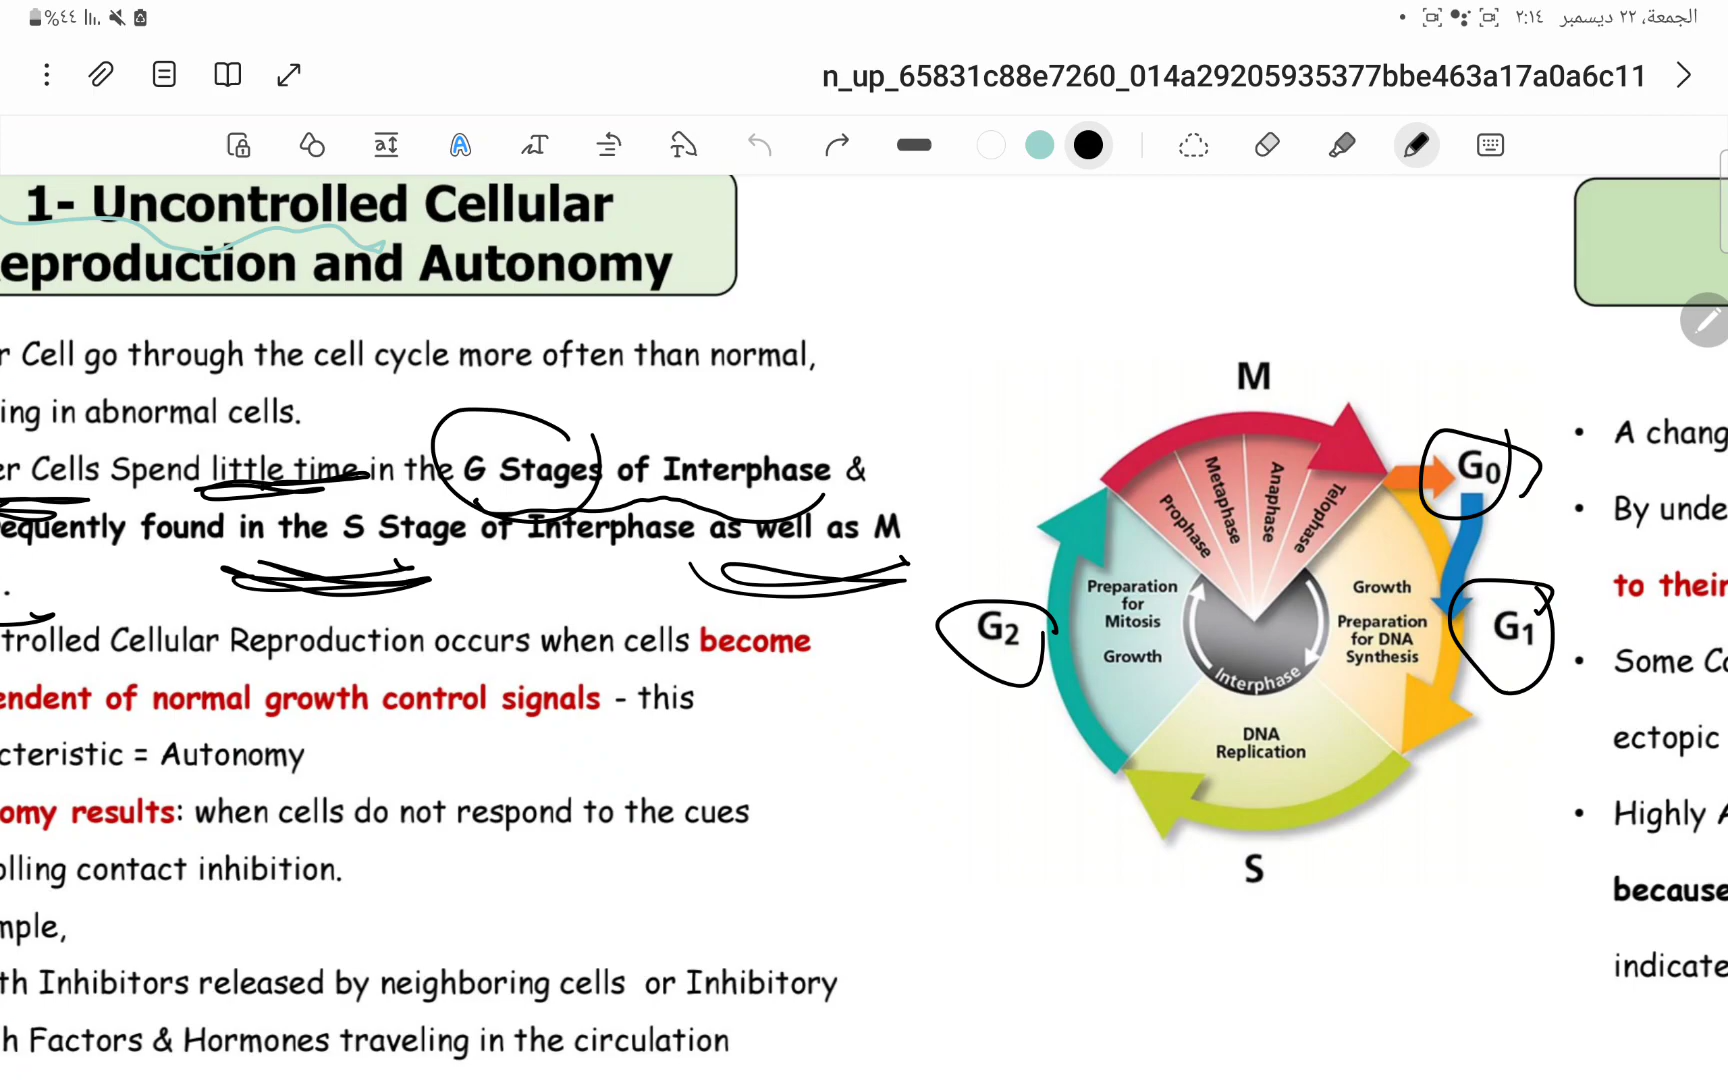 %٤٤
الجمعة، ٢٢ ديسمبر ٢:١٤
n_up_65831c88e7260_014a29205935377bbe463a17a0a6c11
1- Uncontrolled Cellular
eproduction and Autonomy
r Cell go through the cell cycle more often than normal,
ing in abnormal cells.
er Cells Spend little time in the G Stages of Interphase &
equently found in the S Stage of Interphase as well as M
.
trolled Cellular Reproduction occurs when cells become
endent of normal growth control signals - this
cteristic = Autonomy
omy results: when cells do not respond to the cues
olling contact inhibition.
mple,
th Inhibitors released by neighboring cells or Inhibitory
h Factors & Hormones traveling in the circulation
M
G0
Prophase
Metaphase
Anaphase
Telophase
Preparation
for
Mitosis
Growth
G2
Growth
Preparation
for DNA
Synthesis
G1
Interphase
DNA
Replication
S
• A chang
• By unde
to their
• Some Ca
ectopic
• Highly A
because
indicate